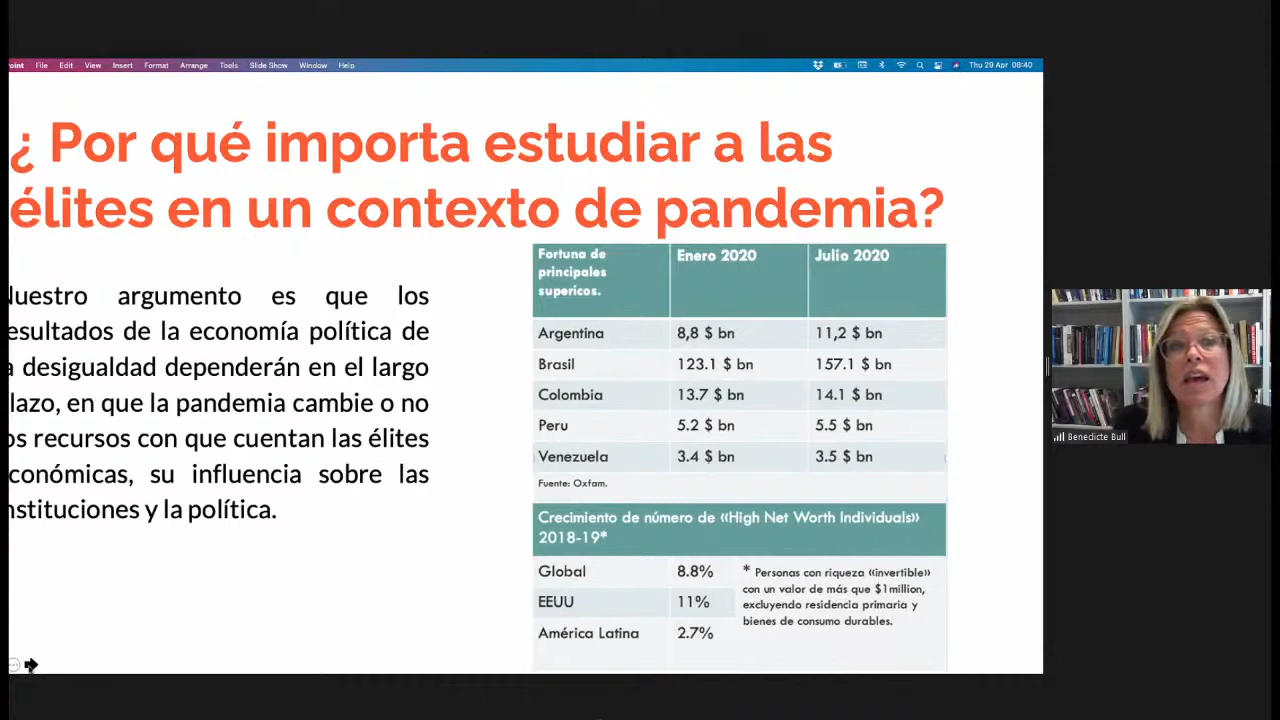 oint File Edit View Insert Format Arrange Tools Slide Show Window Help Thu 29 Apr 08:40
¿ Por qué importa estudiar a las
élites en un contexto de pandemia?
Nuestro argumento es que los
esultados de la economía política de
a desigualdad dependerán en el largo
lazo, en que la pandemia cambie o no
os recursos con que cuentan las élites
conómicas, su influencia sobre las
nstituciones y la política.
Fortuna de principales supericos. Enero 2020 Julio 2020
Argentina 8,8 $ bn 11,2 $ bn
Brasil 123.1 $ bn 157.1 $ bn
Colombia 13.7 $ bn 14.1 $ bn
Peru 5.2 $ bn 5.5 $ bn
Venezuela 3.4 $ bn 3.5 $ bn
Fuente: Oxfam.
Crecimiento de número de «High Net Worth Individuals»
2018-19*
Global 8.8%
EEUU 11%
América Latina 2.7%
* Personas con riqueza «invertible»
con un valor de más que $1million,
excluyendo residencia primaria y
bienes de consumo durables.
Benedicte Bull